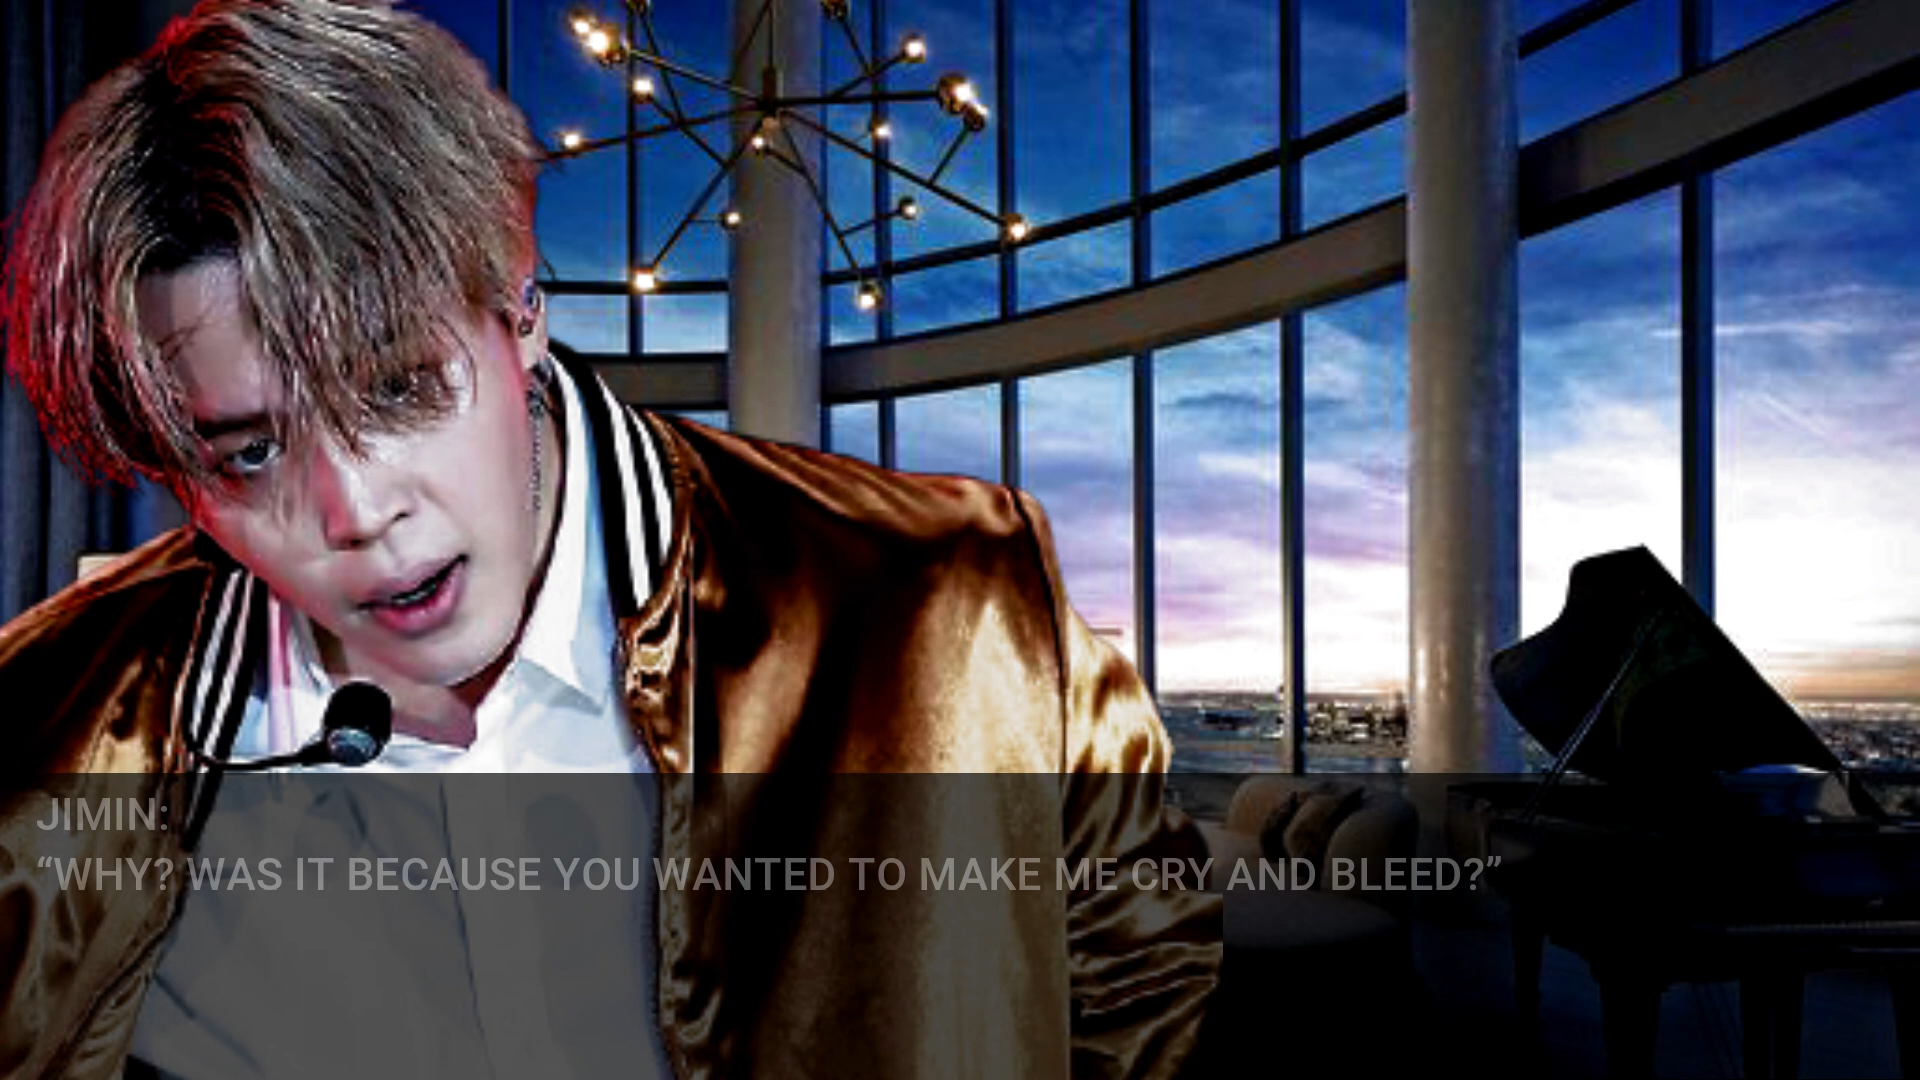 JIMIN:
“WHY? WAS IT BECAUSE YOU WANTED TO MAKE ME CRY AND BLEED?”